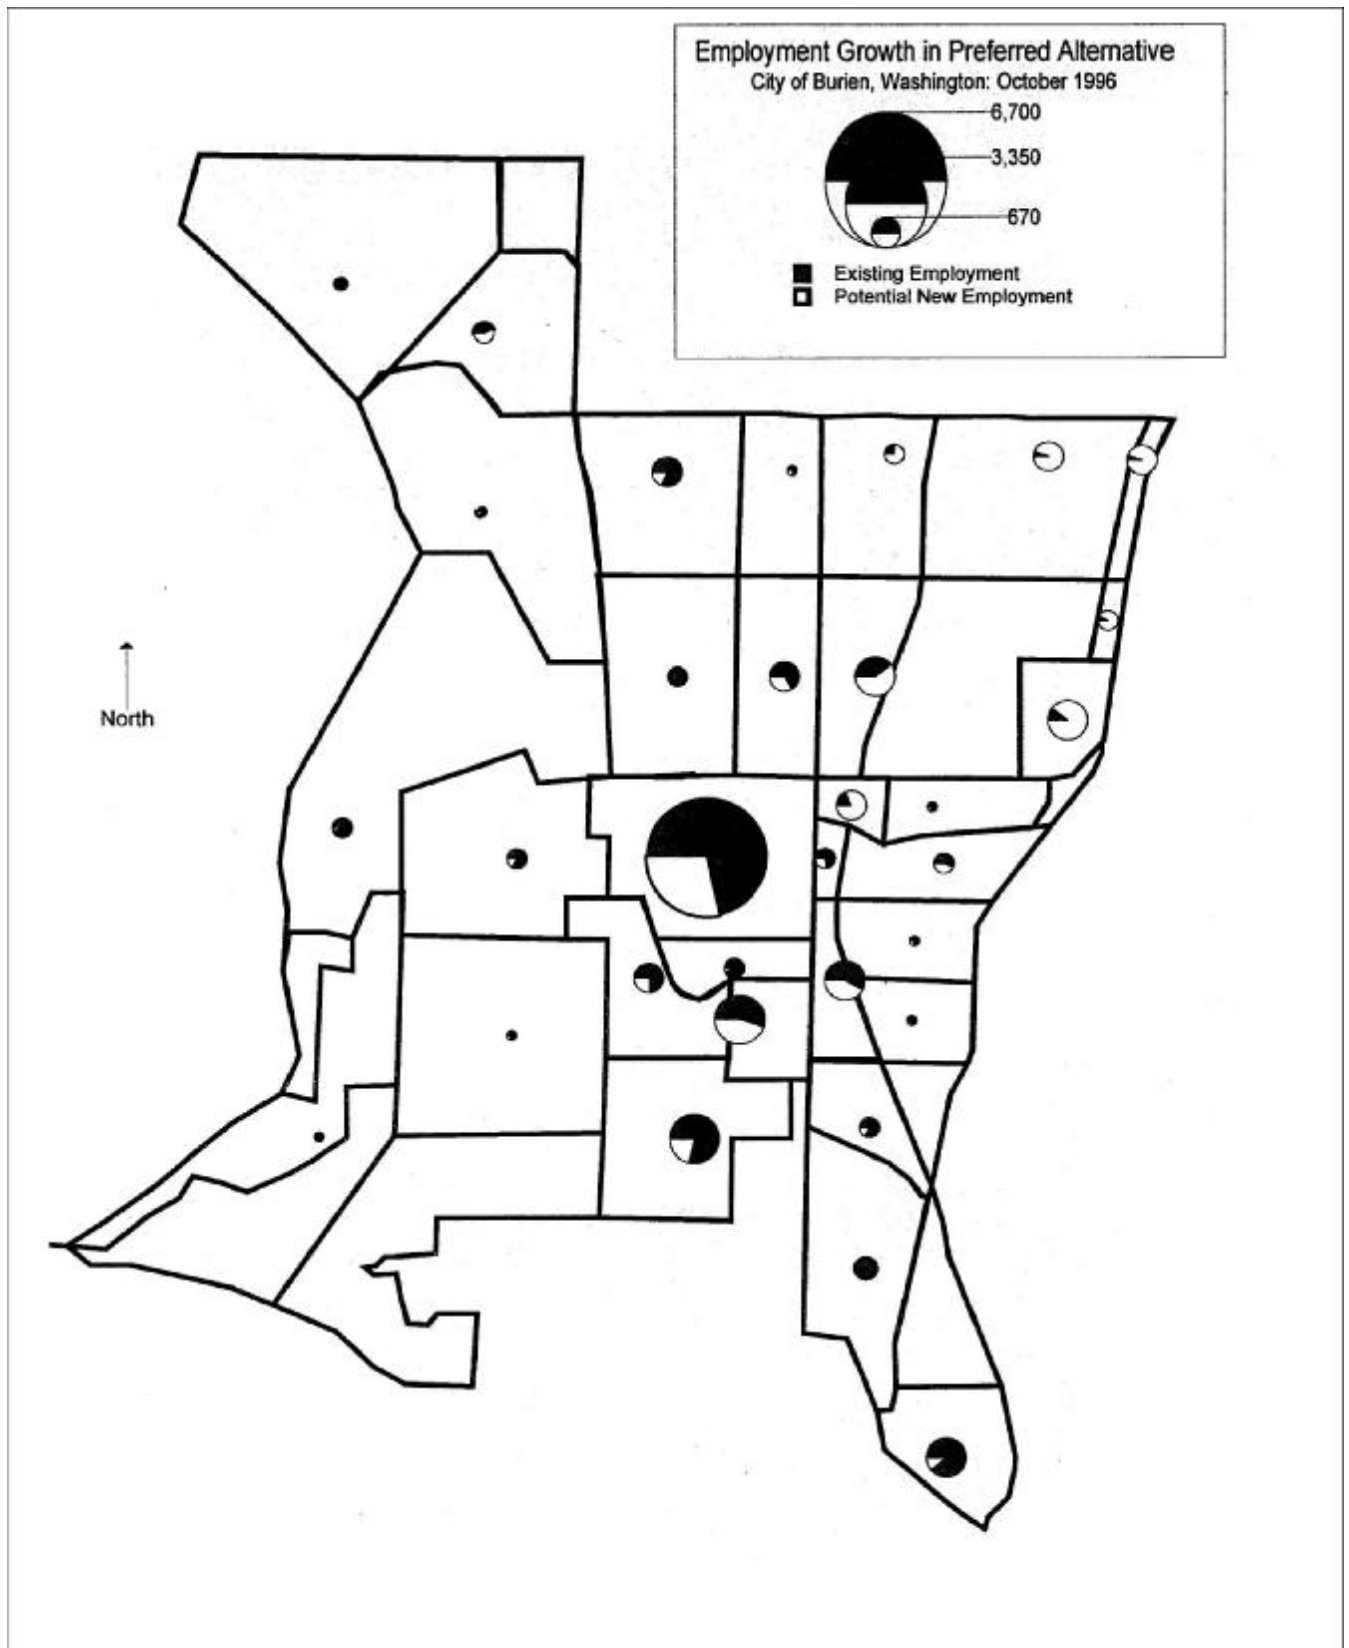 Employment Growth in Preferred Alternative
City of Burien, Washington: October 1996
6,700
3,350
670
Existing Employment
Potential New Employment
North